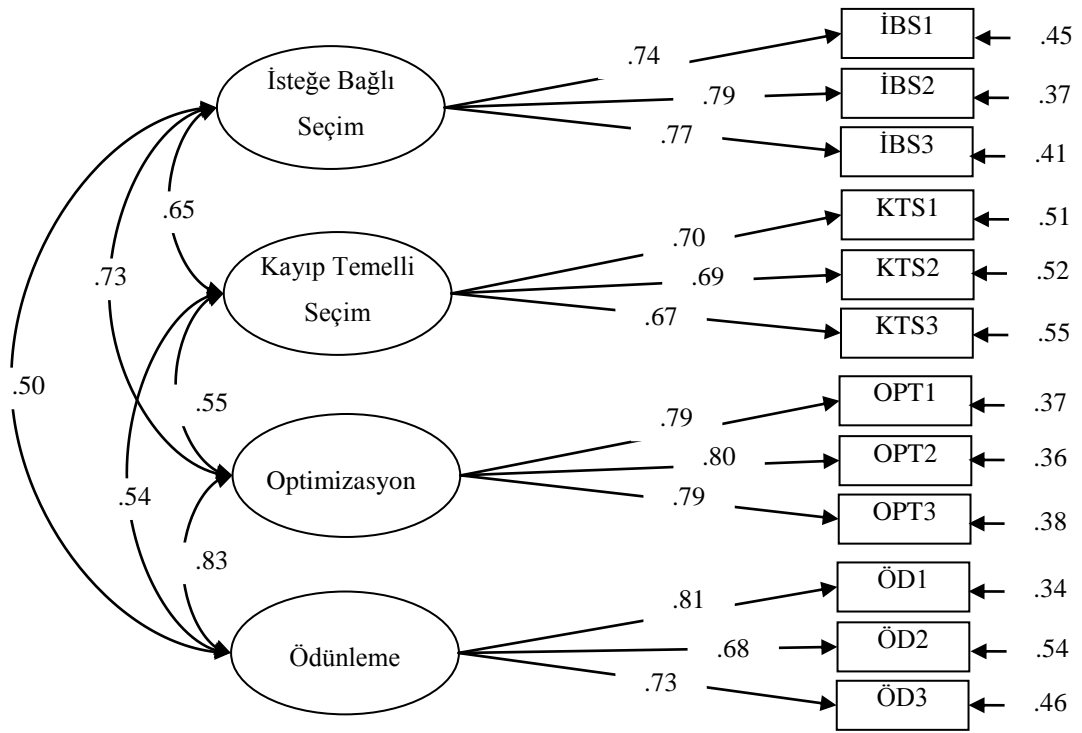 İBS1
.45
.74
İsteğe Bağlı
Seçim
.79
İBS2
.37
.77
İBS3
.41
.65
KTS1
.51
.70
.73
Kayıp Temelli
Seçim
.69
KTS2
.52
.67
KTS3
.55
.50
.55
OPT1
.37
.79
.54
Optimizasyon
.80
OPT2
.36
.79
OPT3
.38
.83
ÖD1
.34
.81
Ödünleme
.68
ÖD2
.54
.73
ÖD3
.46